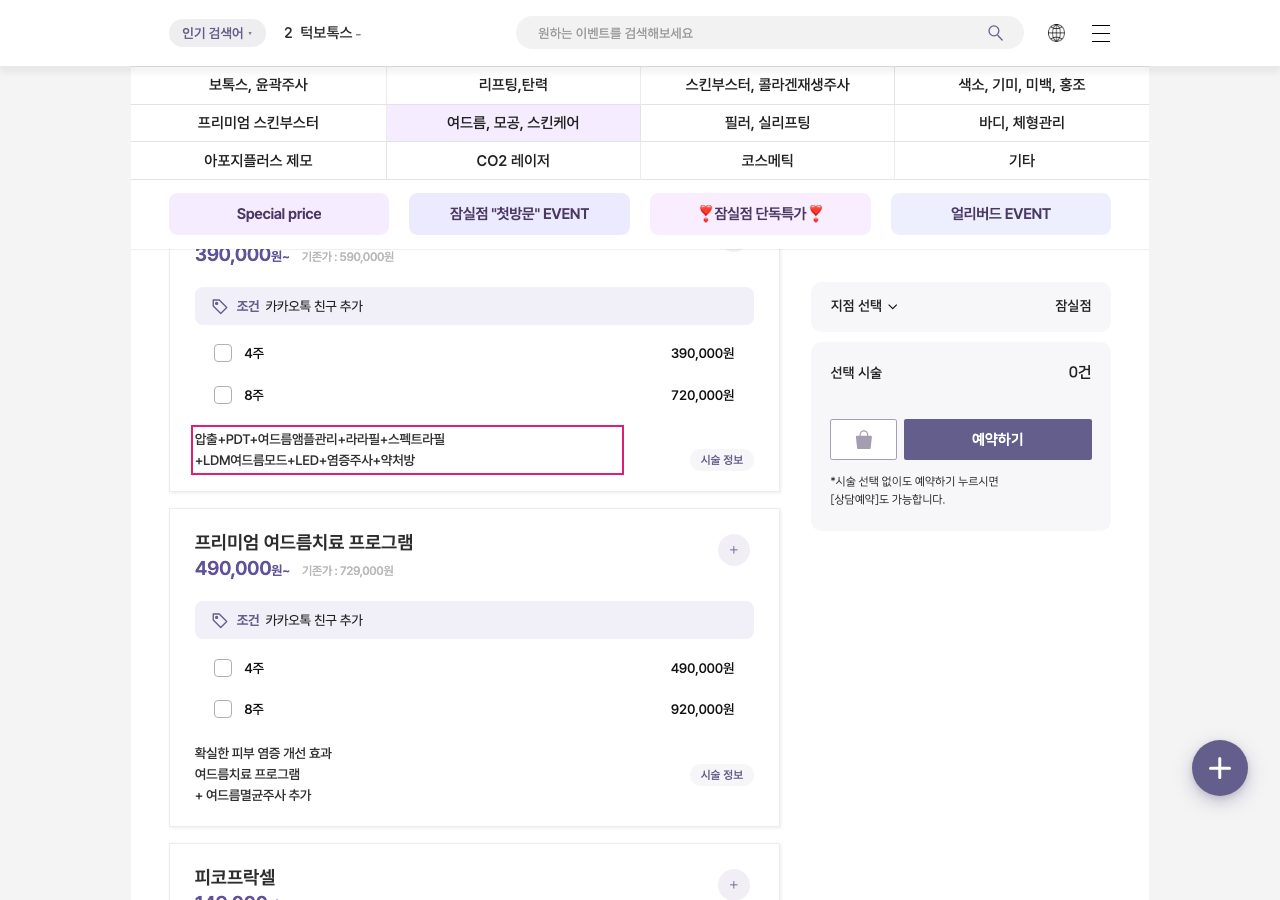 인기 검색어
2 턱보톡스 -
원하는 이벤트를 검색해보세요
보톡스, 윤곽주사
리프팅,탄력
스킨부스터, 콜라겐재생주사
색소, 기미, 미백, 홍조
프리미엄 스킨부스터
여드름, 모공, 스킨케어
필러, 실리프팅
바디, 체형관리
아포지플러스 제모
CO2 레이저
코스메틱
기타
Special price
잠실점 "첫방문" EVENT
❣️잠실점 단독특가❣️
얼리버드 EVENT
390,000원~ 기존가 : 590,000원
조건 카카오톡 친구 추가
4주 390,000원
8주 720,000원
압출+PDT+여드름앰플관리+라라필+스펙트라필
+LDM여드름모드+LED+염증주사+약처방
시술 정보
프리미엄 여드름치료 프로그램
490,000원~ 기존가 : 729,000원
조건 카카오톡 친구 추가
4주 490,000원
8주 920,000원
확실한 피부 염증 개선 효과
여드름치료 프로그램
+ 여드름멸균주사 추가
시술 정보
피코프락셀
지점 선택 잠실점
선택 시술 0건
예약하기
*시술 선택 없이도 예약하기 누르시면
[상담예약]도 가능합니다.